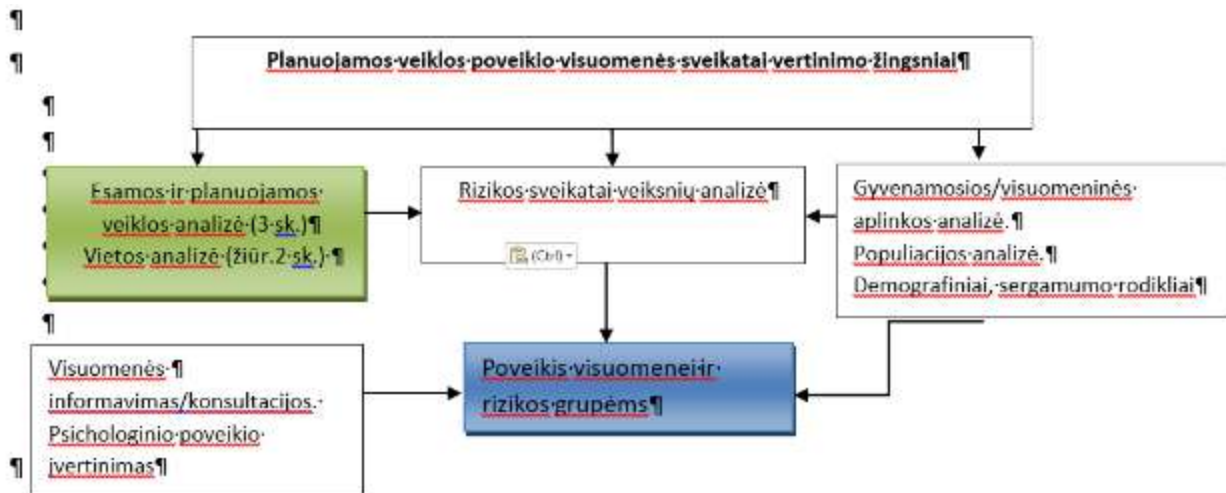 Planuojamos veiklos poveikio visuomenės sveikatai vertinimo žingsniai¶
Esamos ir planuojamos
veiklos analizė (3 sk.)¶
Vietos analizė (žiūr.2 sk.) ¶
Rizikos sveikatai veiksnių analizė¶
(Ctrl)
Gyvenamosios/visuomeninės
aplinkos analizė.¶
Populiacijos analizė.¶
Demografiniai, sergamumo rodikliai¶
Visuomenės ¶
informavimas/konsultacijos.
Psichologinio poveikio
įvertinimas¶
Poveikis visuomenei ir
rizikos grupėms¶